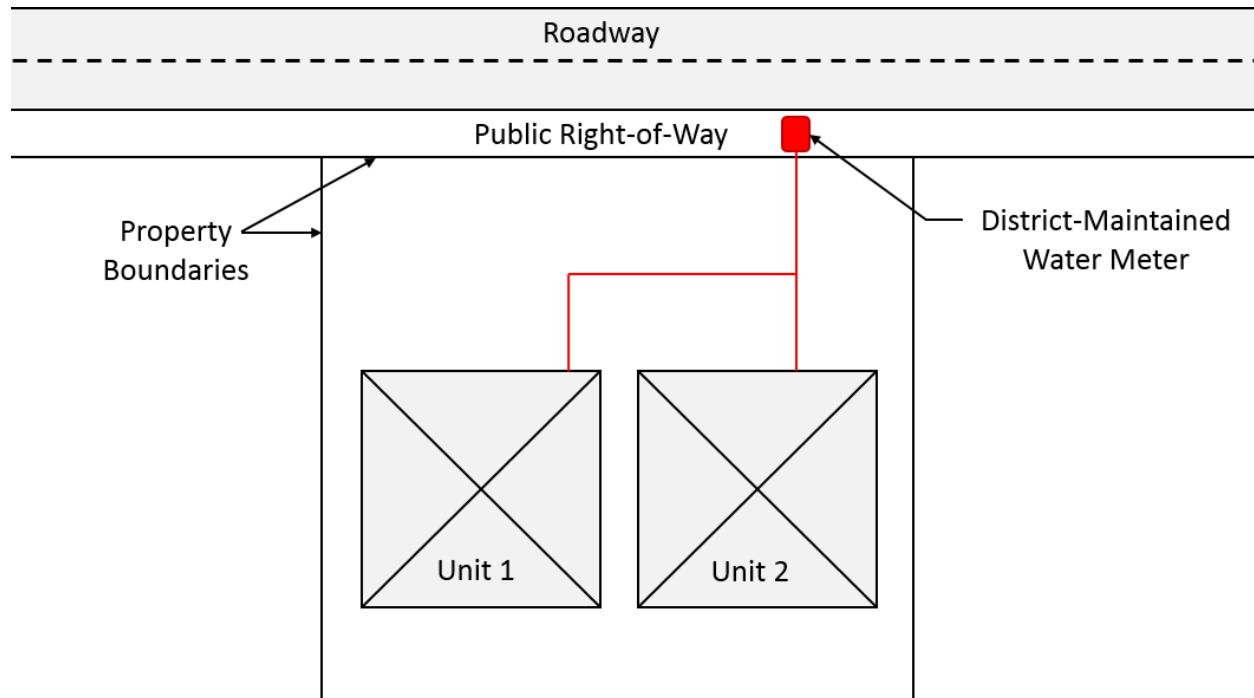 Roadway
Public Right-of-Way
Property
Boundaries
District-Maintained
Water Meter
Unit 1
Unit 2